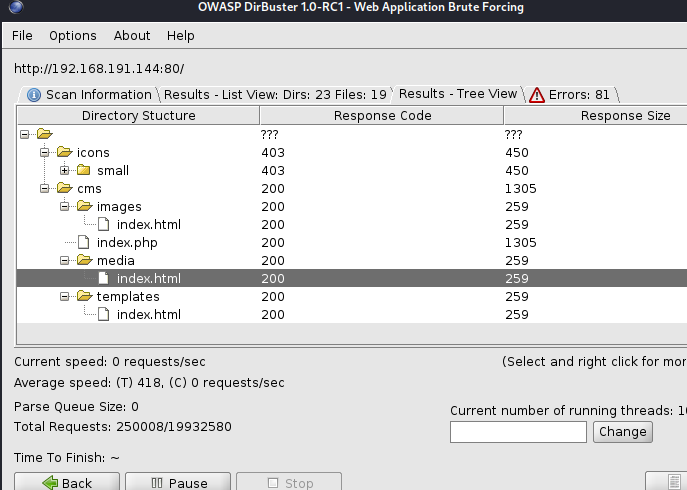 OWASP DirBuster 1.0-RC1 - Web Application Brute Forcing
File Options About Help
http://192.168.191.144:80/
Scan Information Results - List View: Dirs: 23 Files: 19 Results - Tree View Errors: 81
Directory Stucture Response Code Response Size
??? ???
icons 403 450
small 403 450
cms 200 1305
images 200 259
index.html 200 259
index.php 200 1305
media 200 259
index.html 200 259
templates 200 259
index.html 200 259
Current speed: 0 requests/sec (Select and right click for mor
Average speed: (T) 418, (C) 0 requests/sec
Parse Queue Size: 0
Current number of running threads: 10
Total Requests: 250008/19932580
Change
Time To Finish: ~
Back Pause Stop